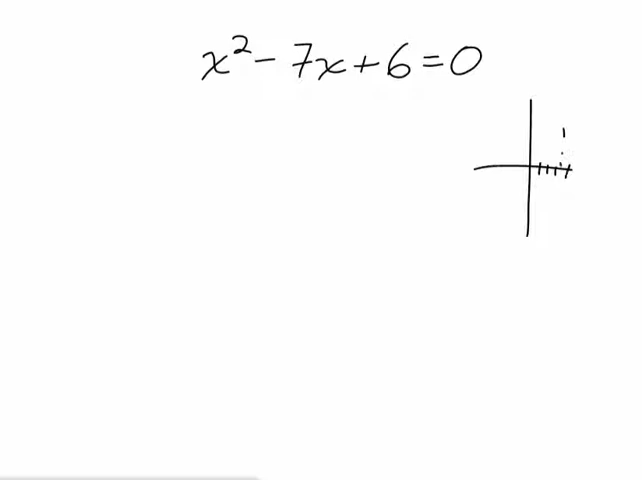 x² - 7x + 6 = 0